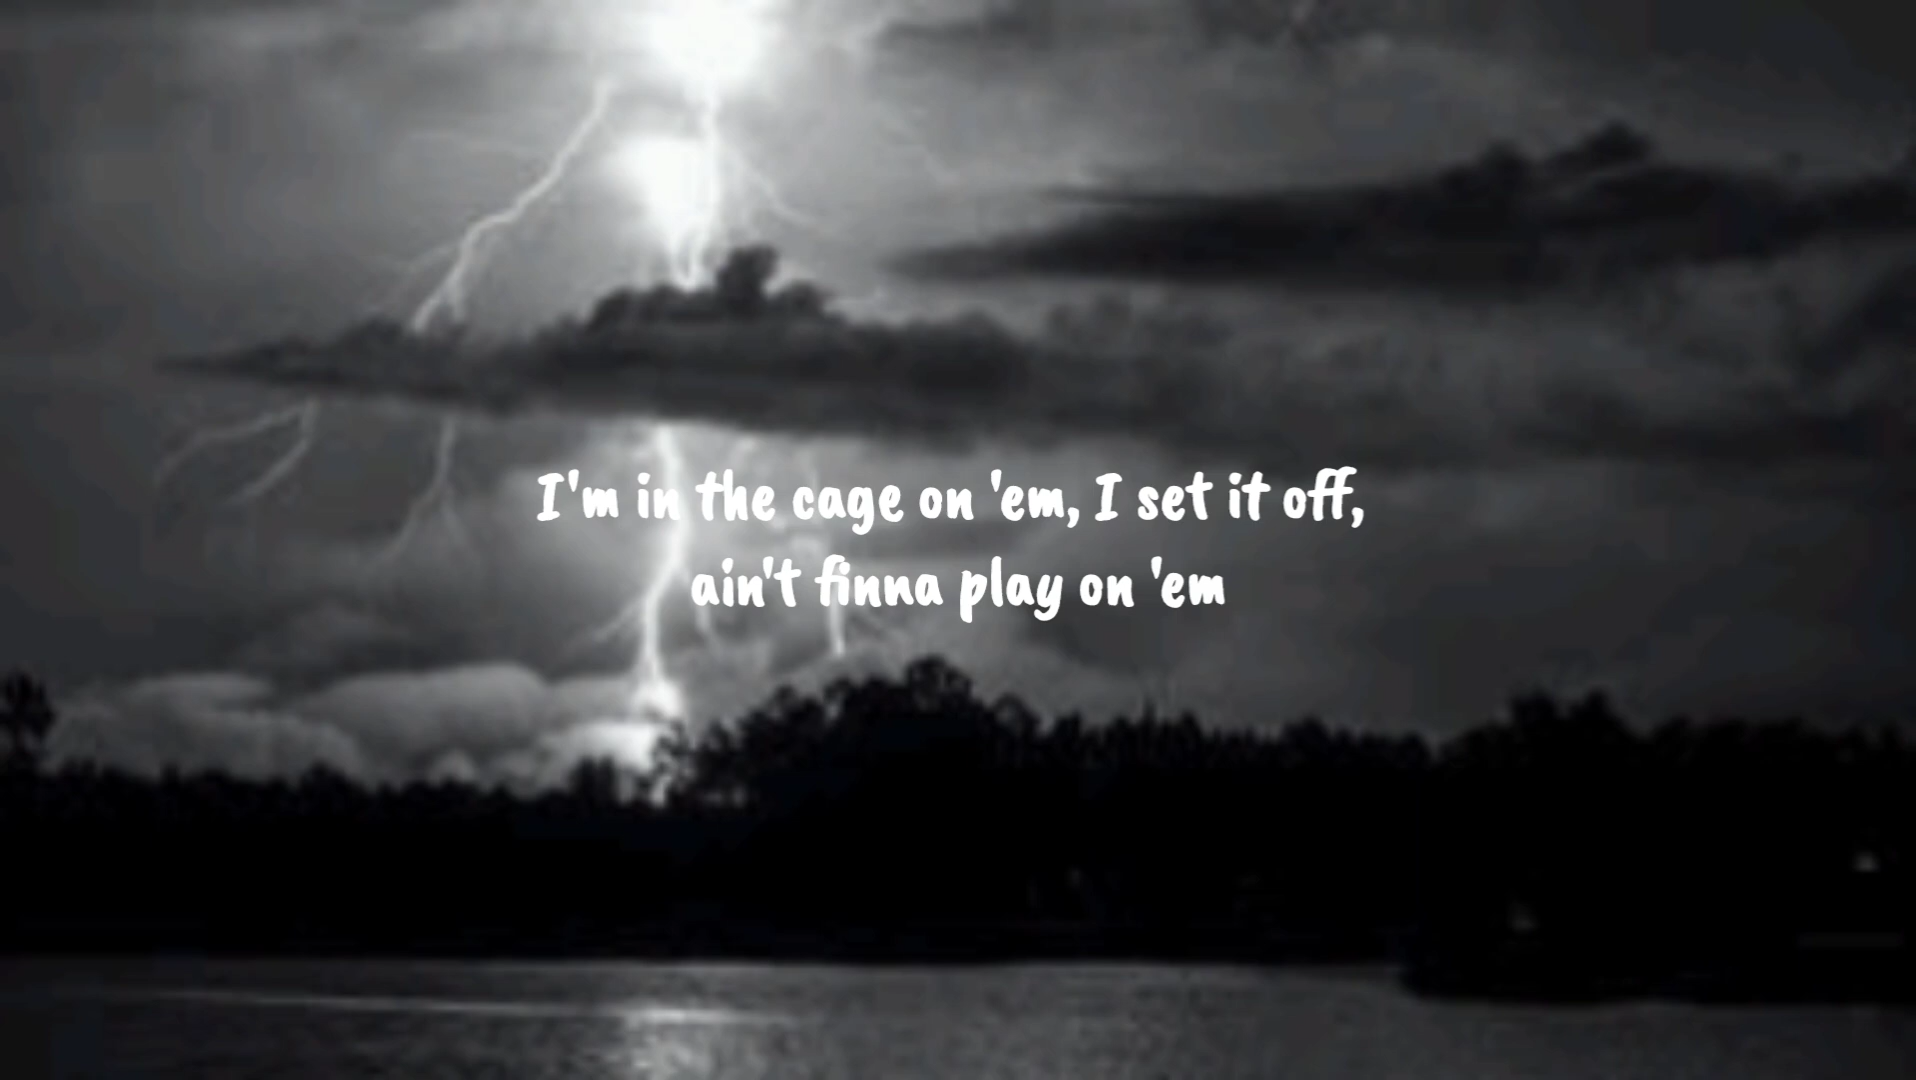 I'm in the cage on 'em, I set it off,
ain't finna play on 'em